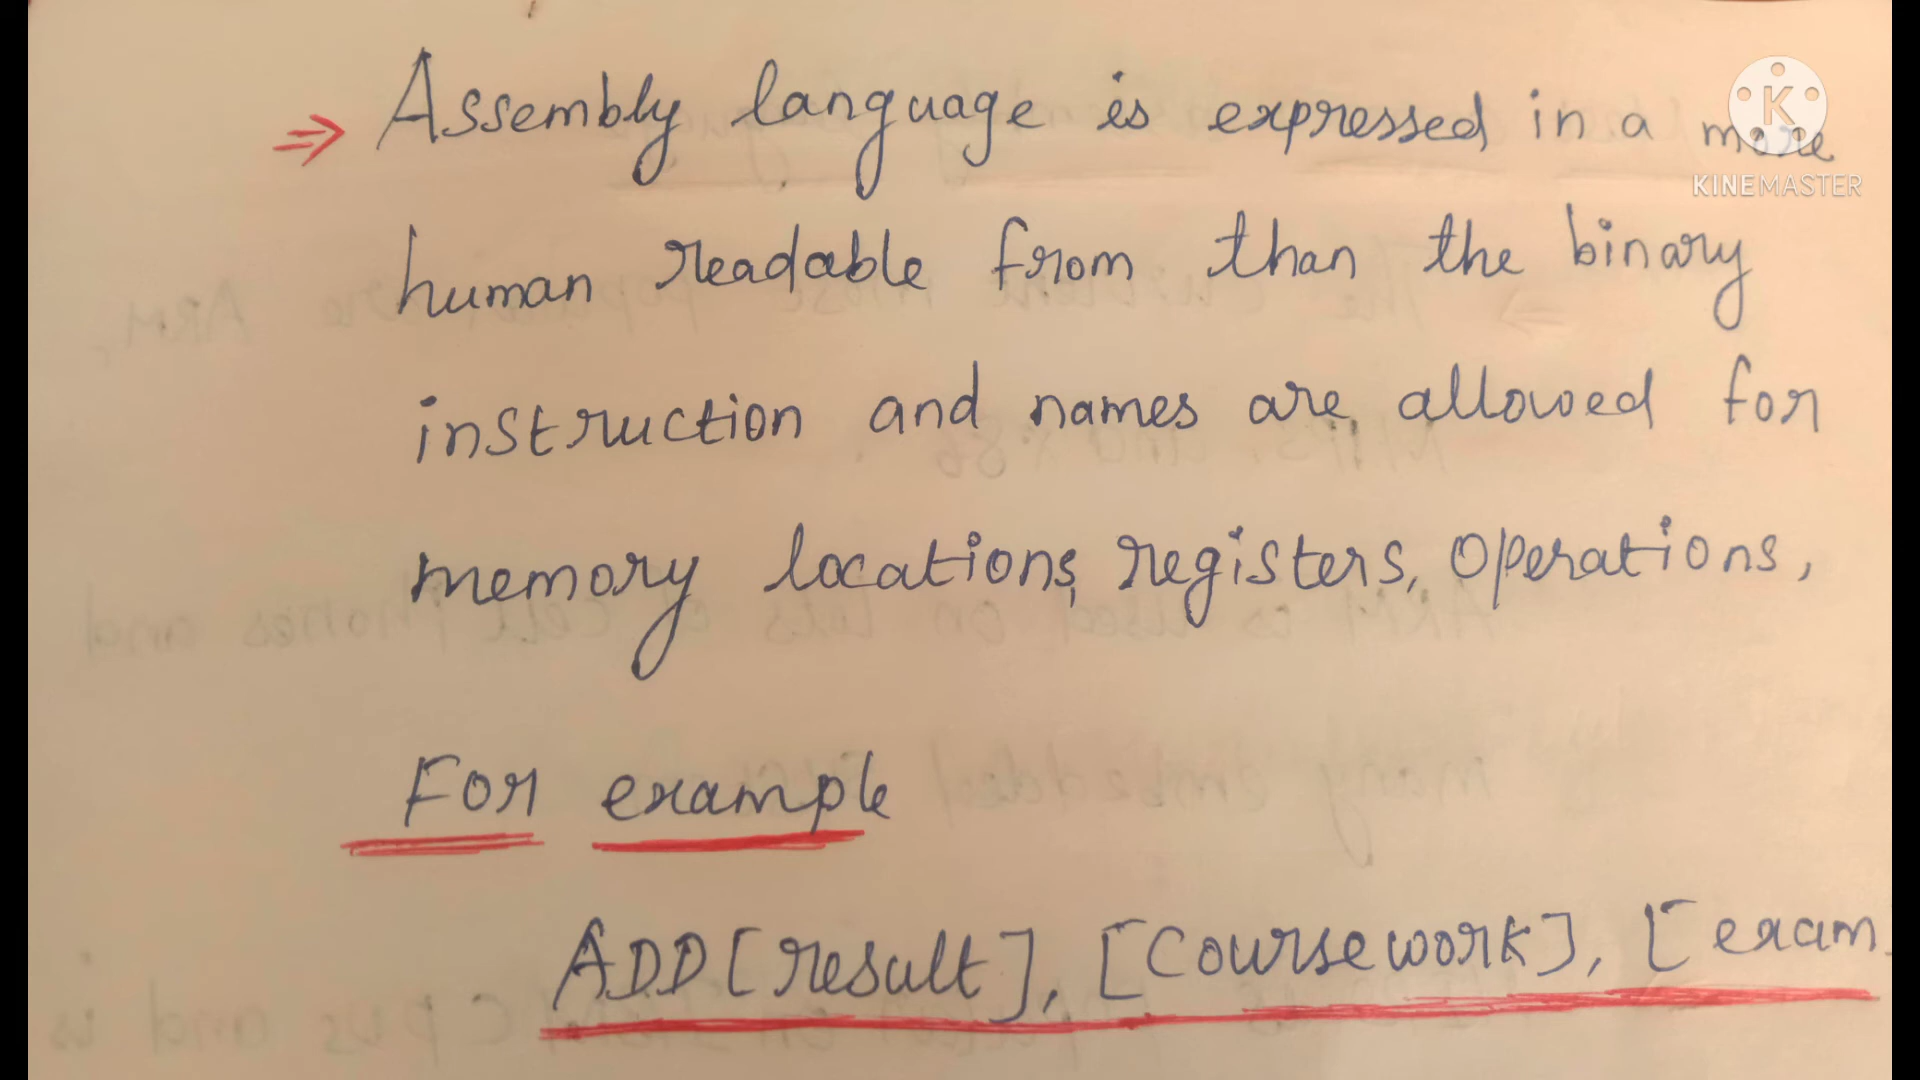 ⇒ Assembly language is expressed in a more
K
KINEMASTER
human readable from than the binary
instruction and names are allowed for
memory locations, registers, operations,
For example
ADD [result], [Coursework], [exam